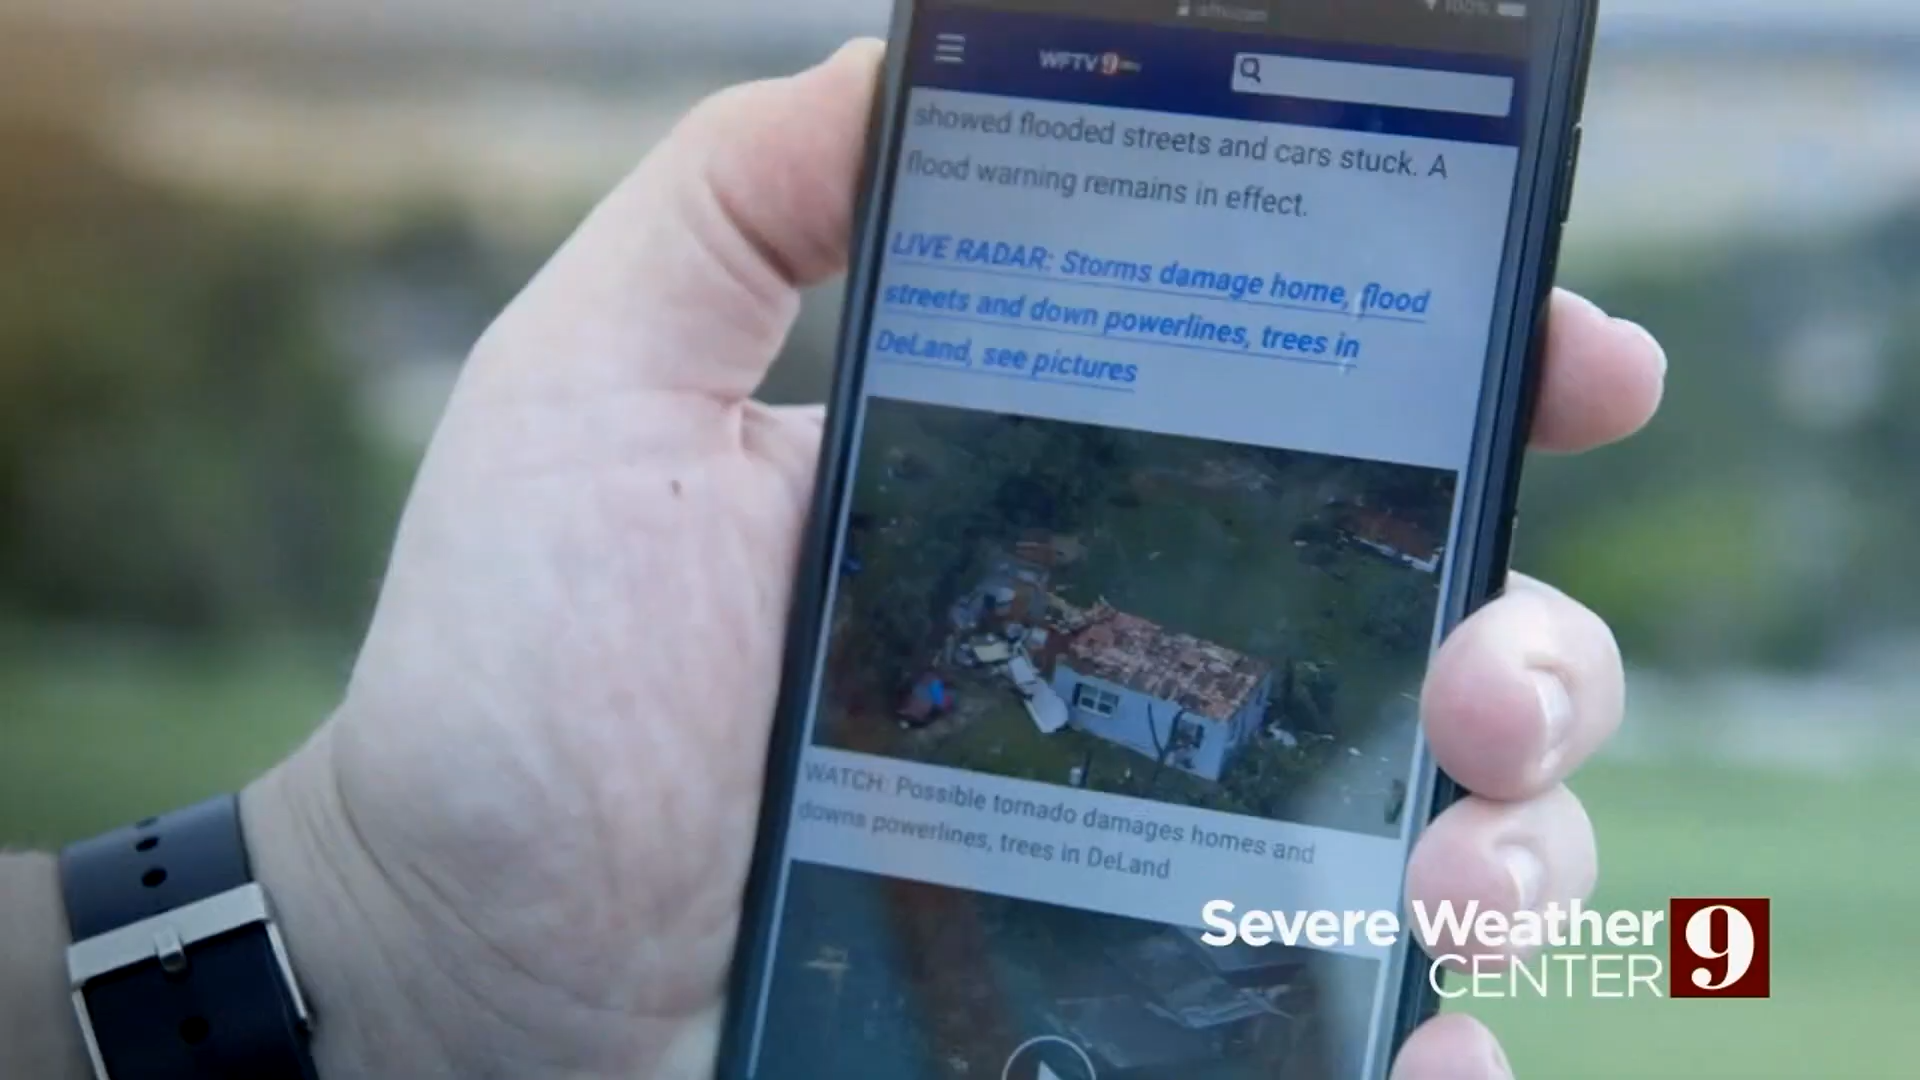 100%
WFTV 9
showed flooded streets and cars stuck. A
flood warning remains in effect.
LIVE RADAR: Storms damage home, flood
streets and down powerlines, trees in
DeLand, see pictures
WATCH: Possible tornado damages homes and
downs powerlines, trees in DeLand
Severe Weather
CENTER 9